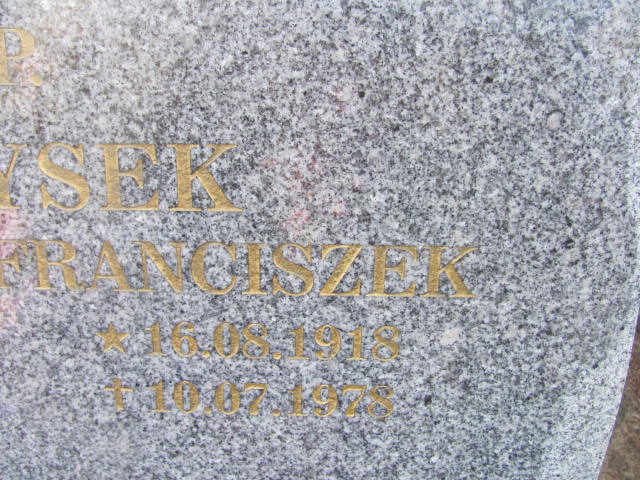 P.
YSEK
FRANCISZEK
★ 16.08.1918
✝ 10.07.1978